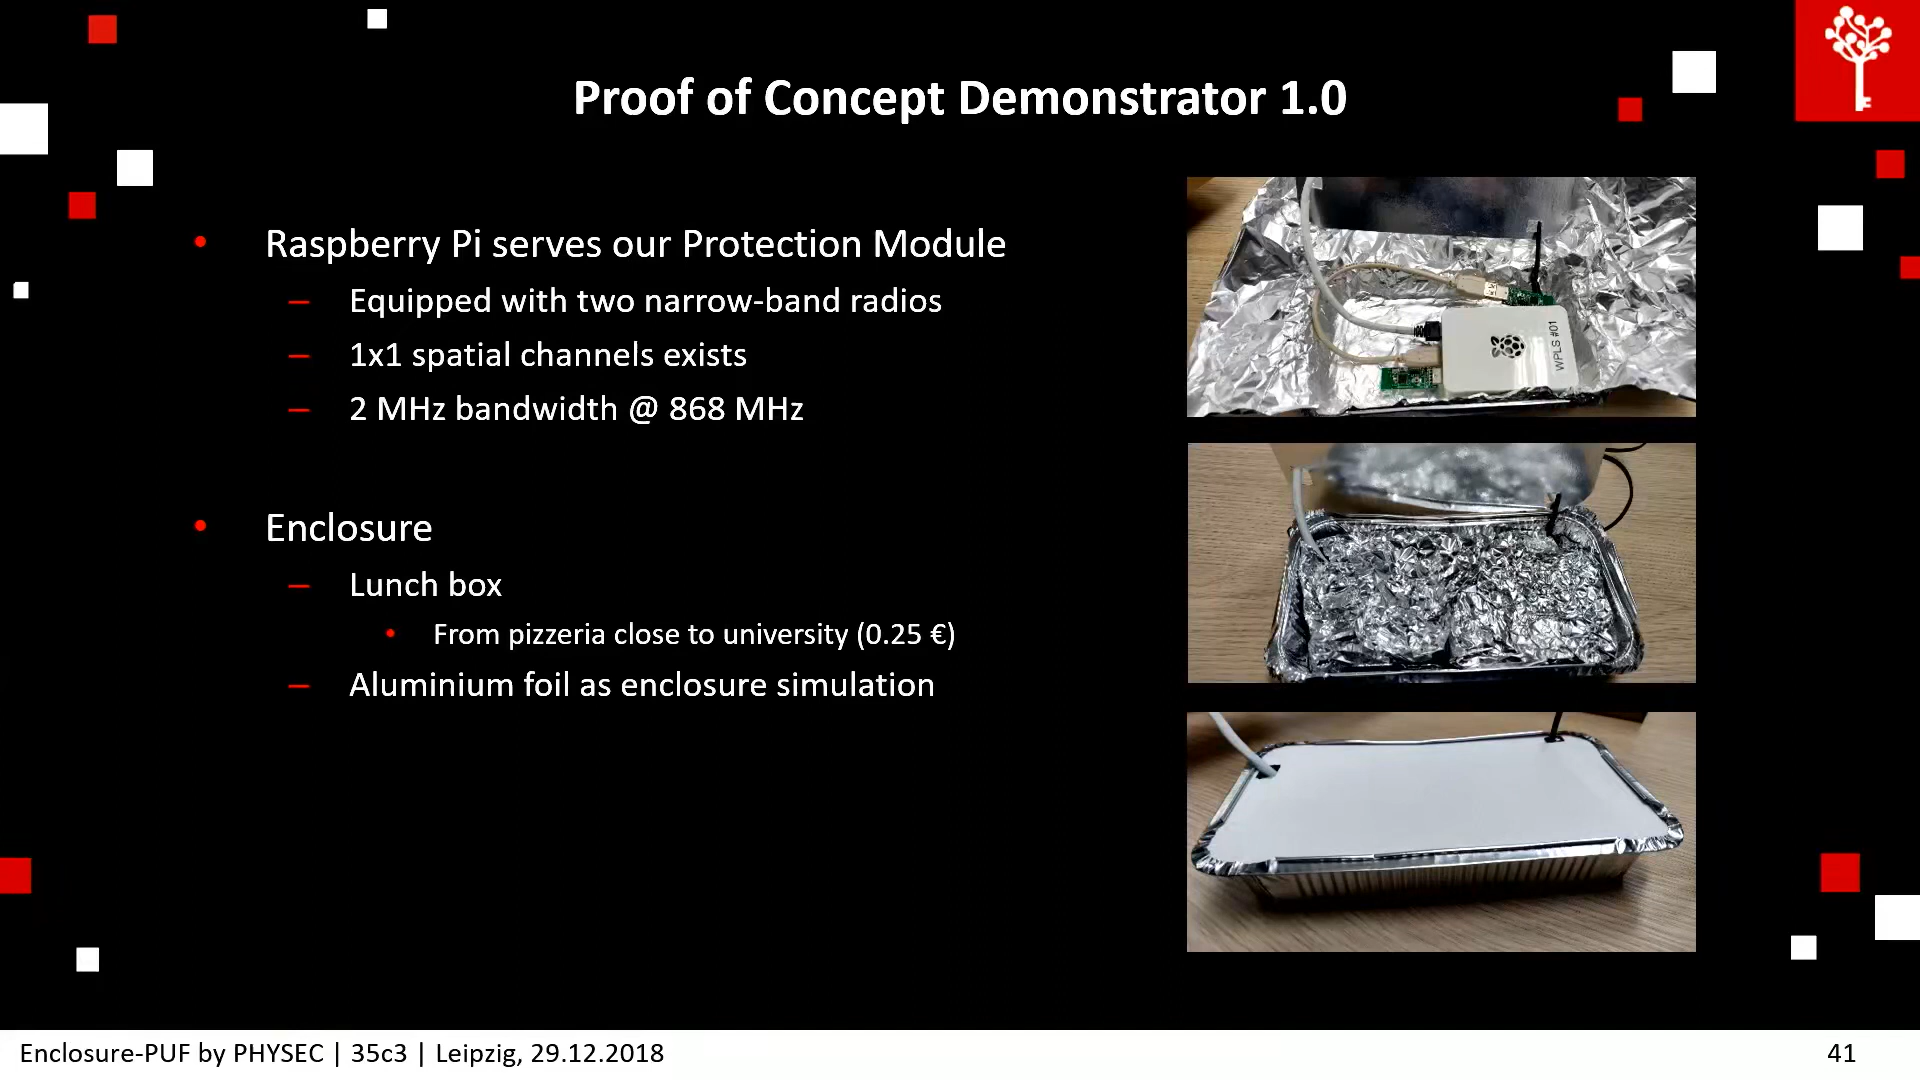 Proof of Concept Demonstrator 1.0
• Raspberry Pi serves our Protection Module
– Equipped with two narrow-band radios
– 1x1 spatial channels exists
– 2 MHz bandwidth @ 868 MHz
• Enclosure
– Lunch box
• From pizzeria close to university (0.25 €)
– Aluminium foil as enclosure simulation
WPLS #01
Enclosure-PUF by PHYSEC | 35c3 | Leipzig, 29.12.2018
41